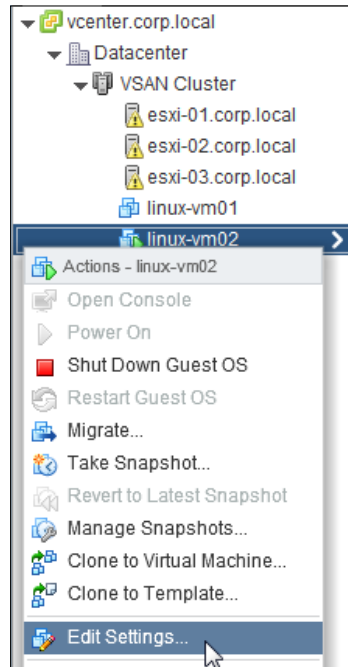 vcenter.corp.local
Datacenter
VSAN Cluster
esxi-01.corp.local
esxi-02.corp.local
esxi-03.corp.local
linux-vm01
linux-vm02
Actions - linux-vm02
Open Console
Power On
Shut Down Guest OS
Restart Guest OS
Migrate...
Take Snapshot...
Revert to Latest Snapshot
Manage Snapshots...
Clone to Virtual Machine...
Clone to Template...
Edit Settings...